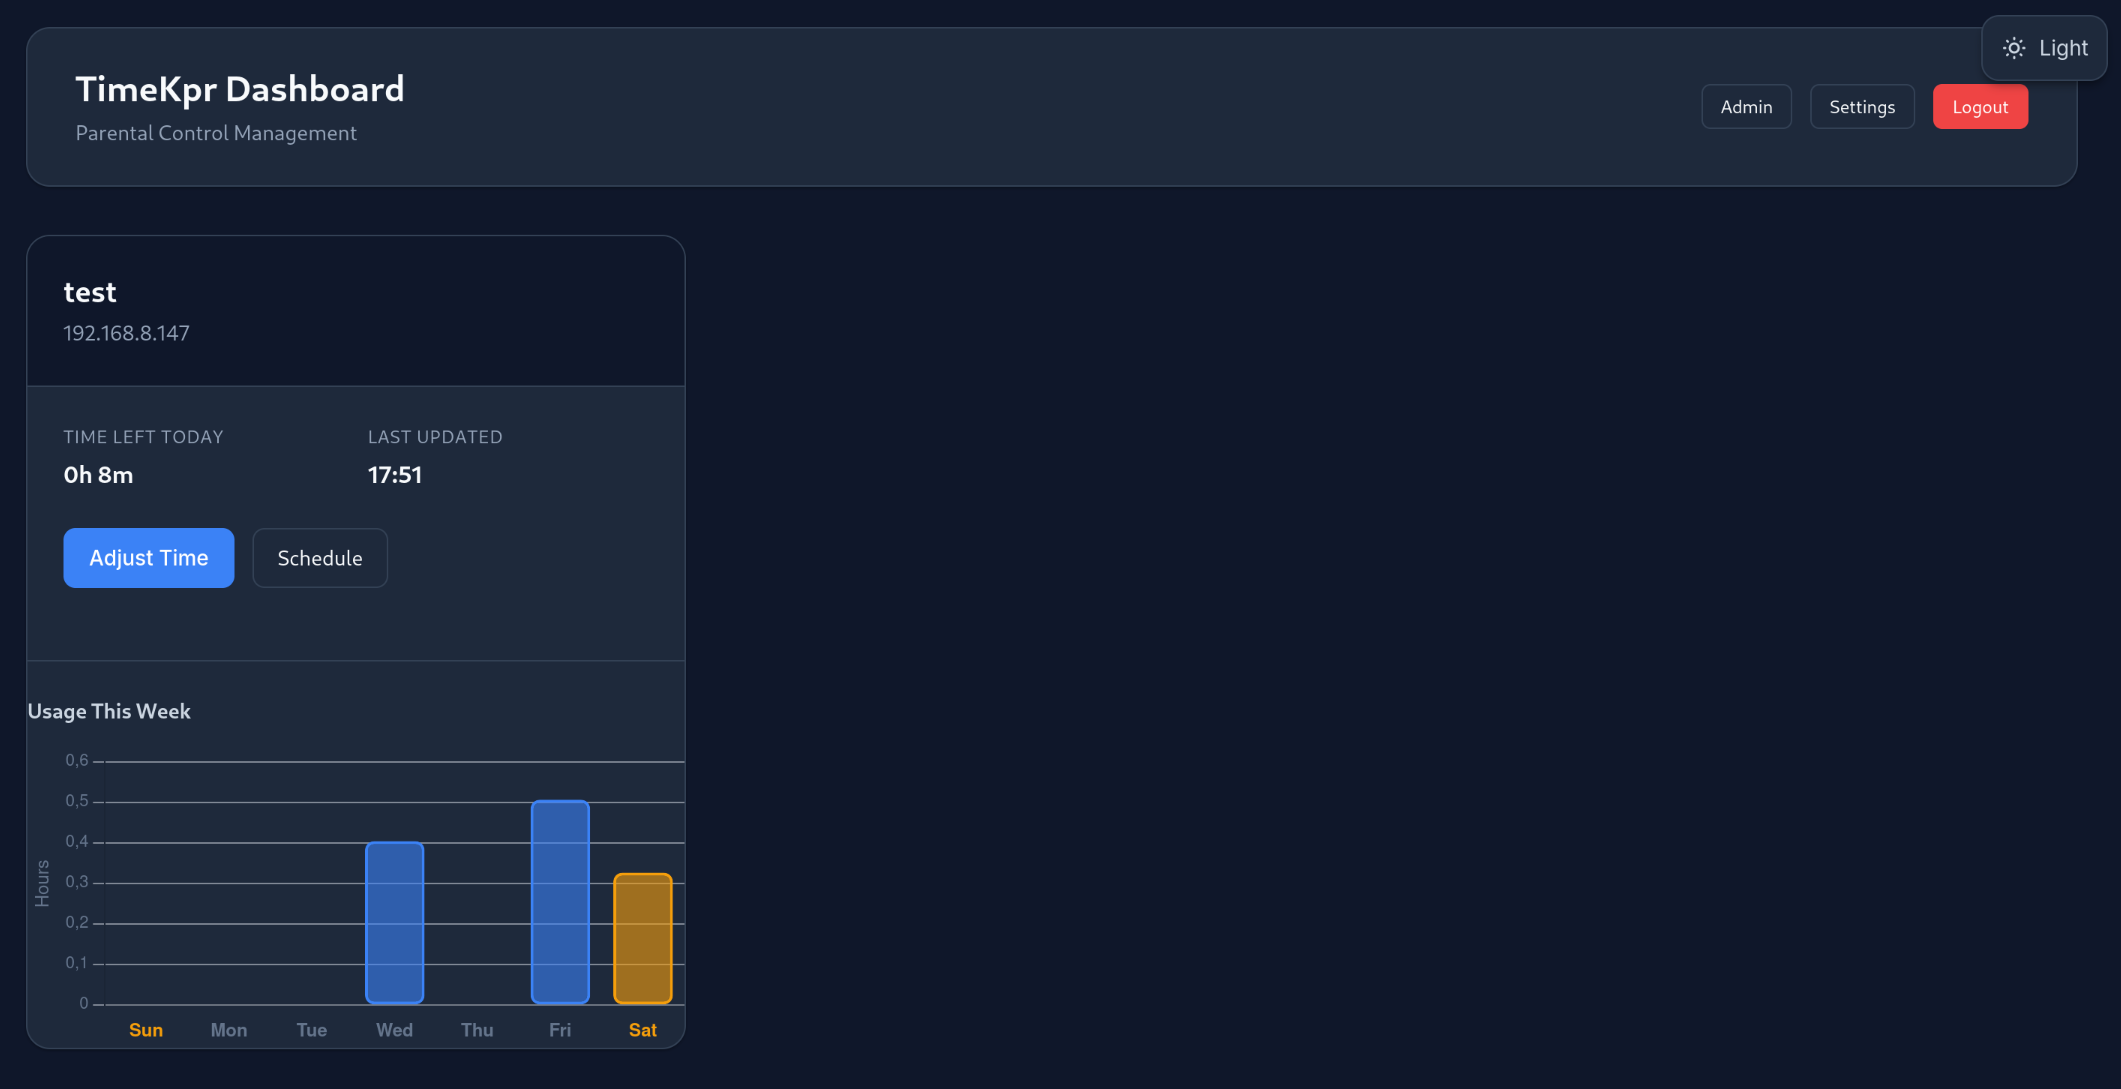 Light
TimeKpr Dashboard
Parental Control Management
Admin
Settings
Logout
test
192.168.8.147
TIME LEFT TODAY
LAST UPDATED
0h 8m
17:51
Adjust Time
Schedule
Usage This Week
0,6
0,5
0,4
0,3
0,2
0,1
0
Hours
Sun Mon Tue Wed Thu Fri Sat